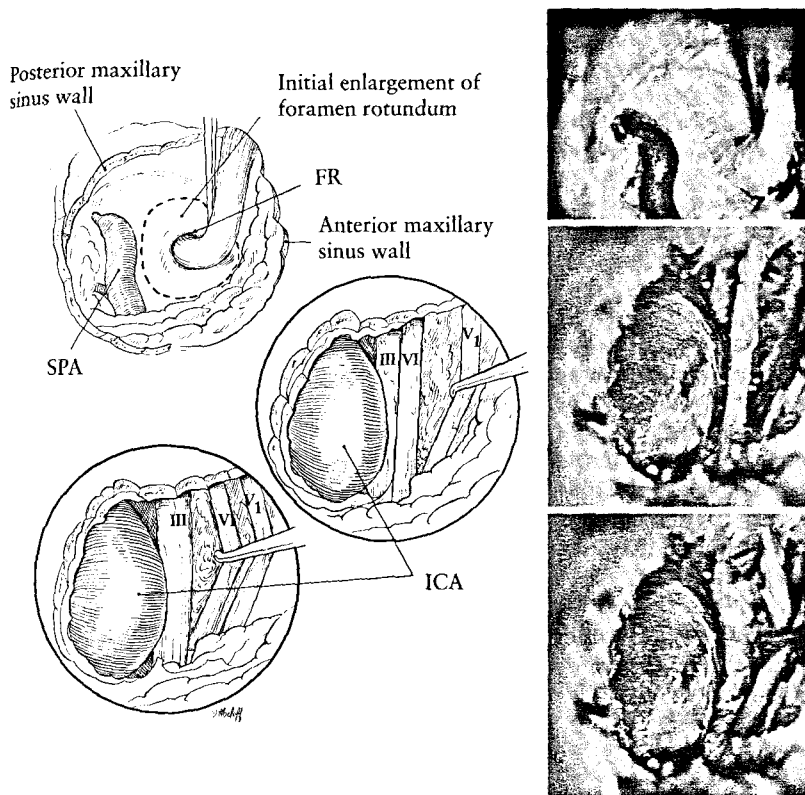 Posterior maxillary
sinus wall
Initial enlargement of
foramen rotundum
FR
Anterior maxillary
sinus wall
SPA
III
VI
V1
III
VI
V1
ICA